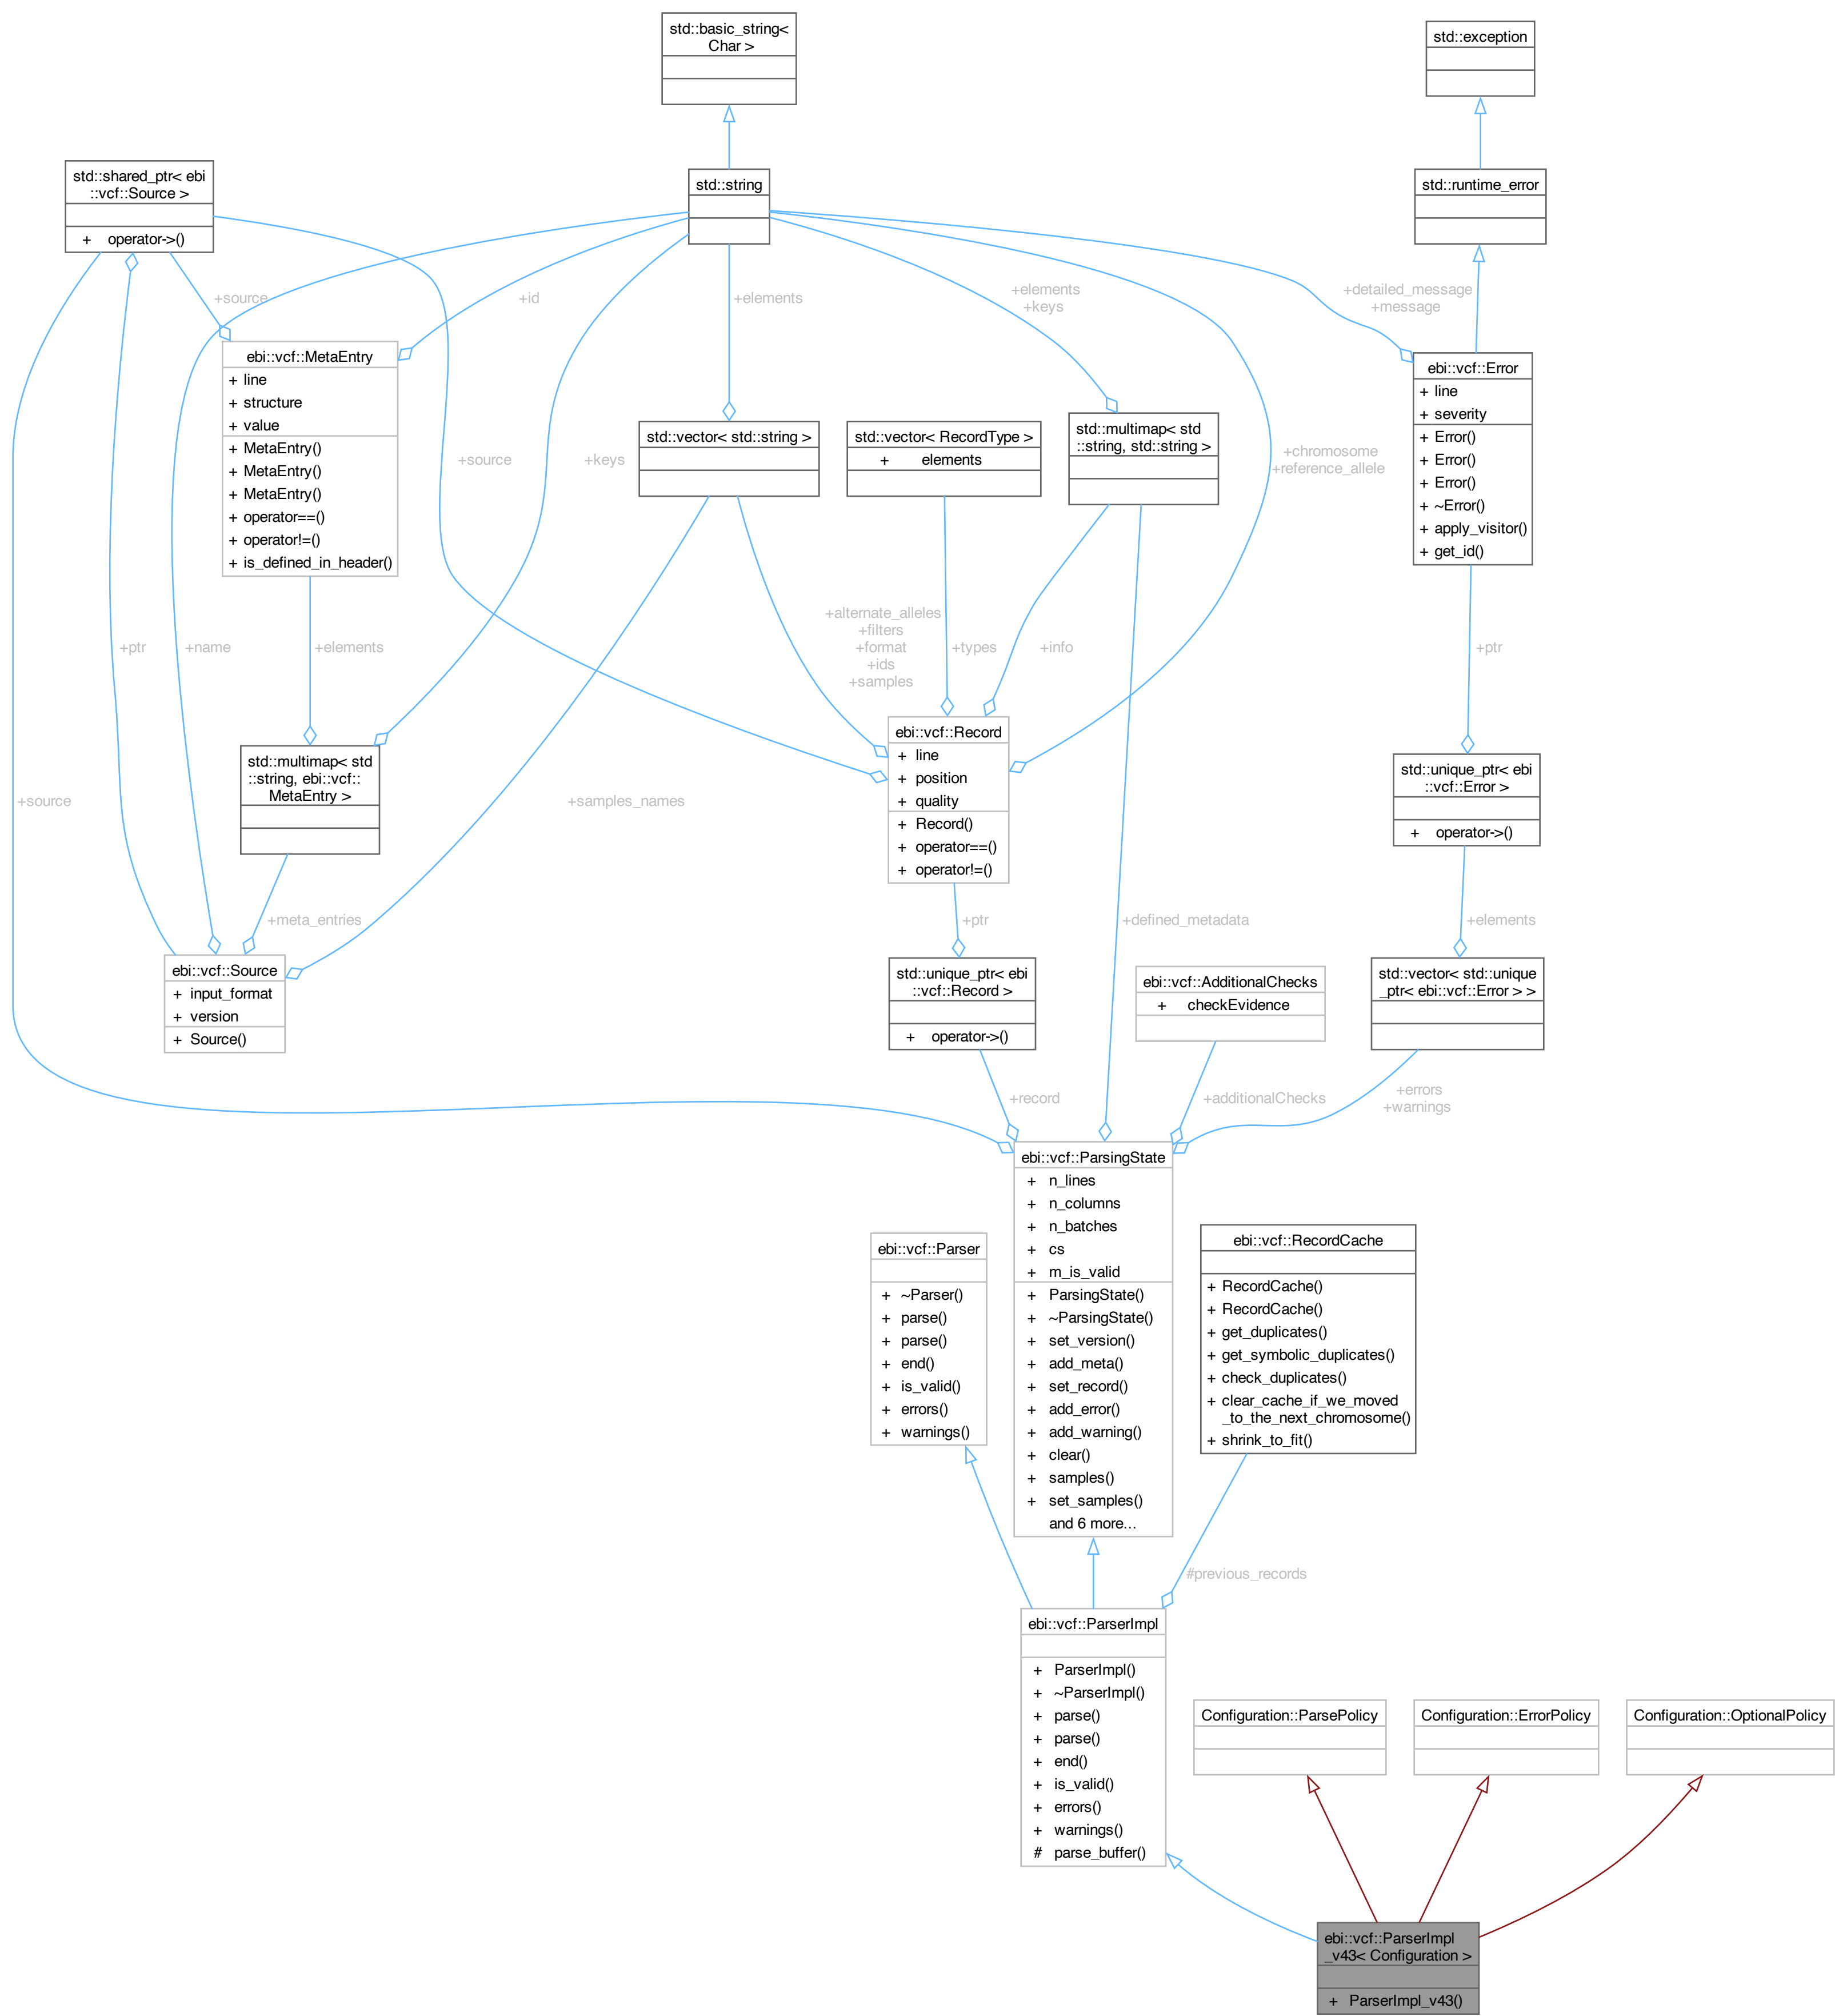 std::basic_string<
Char >
std::exception
std::shared_ptr< ebi
::vcf::Source >
+ operator->()
std::string
std::runtime_error
+source
+id
+elements
+elements
+keys
+detailed_message
+message
ebi::vcf::MetaEntry
+ line
+ structure
+ value
+ MetaEntry()
+ MetaEntry()
+ MetaEntry()
+ operator==()
+ operator!=()
+ is_defined_in_header()
ebi::vcf::Error
+ line
+ severity
+ Error()
+ Error()
+ Error()
+ ~Error()
+ apply_visitor()
+ get_id()
+source
+keys
std::vector< std::string >
std::vector< RecordType >
+ elements
std::multimap< std
::string, std::string >
+chromosome
+reference_allele
+ptr
+name
+elements
+alternate_alleles
+filters
+format
+ids
+samples
+types
+info
+ptr
ebi::vcf::Record
+ line
+ position
+ quality
+ Record()
+ operator==()
+ operator!=()
std::multimap< std
::string, ebi::vcf::
MetaEntry >
std::unique_ptr< ebi
::vcf::Error >
+ operator->()
+source
+samples_names
+meta_entries
+ptr
+defined_metadata
+elements
ebi::vcf::Source
+ input_format
+ version
+ Source()
std::unique_ptr< ebi
::vcf::Record >
+ operator->()
ebi::vcf::AdditionalChecks
+ checkEvidence
std::vector< std::unique
_ptr< ebi::vcf::Error > >
+record
+additionalChecks
+errors
+warnings
ebi::vcf::ParsingState
+ n_lines
+ n_columns
+ n_batches
+ cs
+ m_is_valid
+ ParsingState()
+ ~ParsingState()
+ set_version()
+ add_meta()
+ set_record()
+ add_error()
+ add_warning()
+ clear()
+ samples()
+ set_samples()
and 6 more...
ebi::vcf::Parser
+ ~Parser()
+ parse()
+ parse()
+ end()
+ is_valid()
+ errors()
+ warnings()
ebi::vcf::RecordCache
+ RecordCache()
+ RecordCache()
+ get_duplicates()
+ get_symbolic_duplicates()
+ check_duplicates()
+ clear_cache_if_we_moved
_to_the_next_chromosome()
+ shrink_to_fit()
#previous_records
ebi::vcf::ParserImpl
+ ParserImpl()
+ ~ParserImpl()
+ parse()
+ parse()
+ end()
+ is_valid()
+ errors()
+ warnings()
# parse_buffer()
Configuration::ParsePolicy
Configuration::ErrorPolicy
Configuration::OptionalPolicy
ebi::vcf::ParserImpl
_v43< Configuration >
+ ParserImpl_v43()